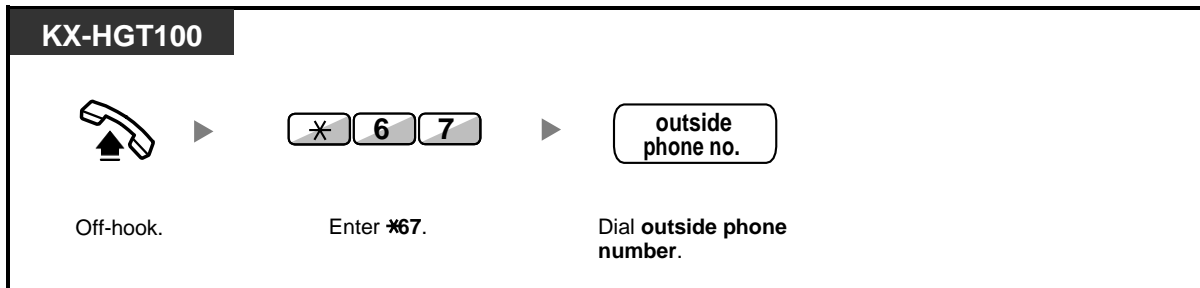 KX-HGT100
* 6 7
outside
phone no.
Off-hook.
Enter *67.
Dial outside phone
number.